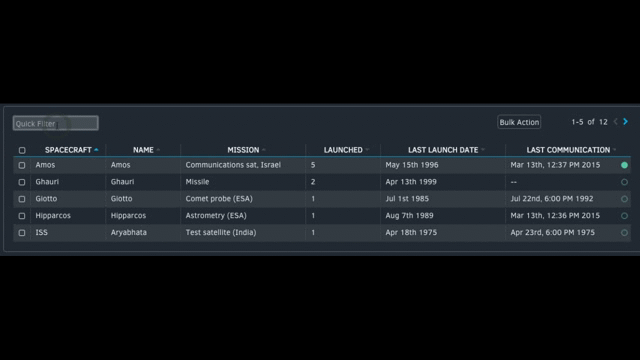 Quick Filter
Bulk Action
1-5 of 12
SPACECRAFT NAME MISSION LAUNCHED LAST LAUNCH DATE LAST COMMUNICATION
Amos Amos Communications sat, Israel 5 May 15th 1996 Mar 13th, 12:37 PM 2015
Ghauri Ghauri Missile 2 Apr 13th 1999 --
Giotto Giotto Comet probe (ESA) 1 Jul 1st 1985 Jul 22nd, 6:00 PM 1992
Hipparcos Hipparcos Astrometry (ESA) 1 Aug 7th 1989 Mar 13th, 12:36 PM 2015
ISS Aryabhata Test satellite (India) 1 Apr 18th 1975 Apr 23rd, 6:00 PM 1975